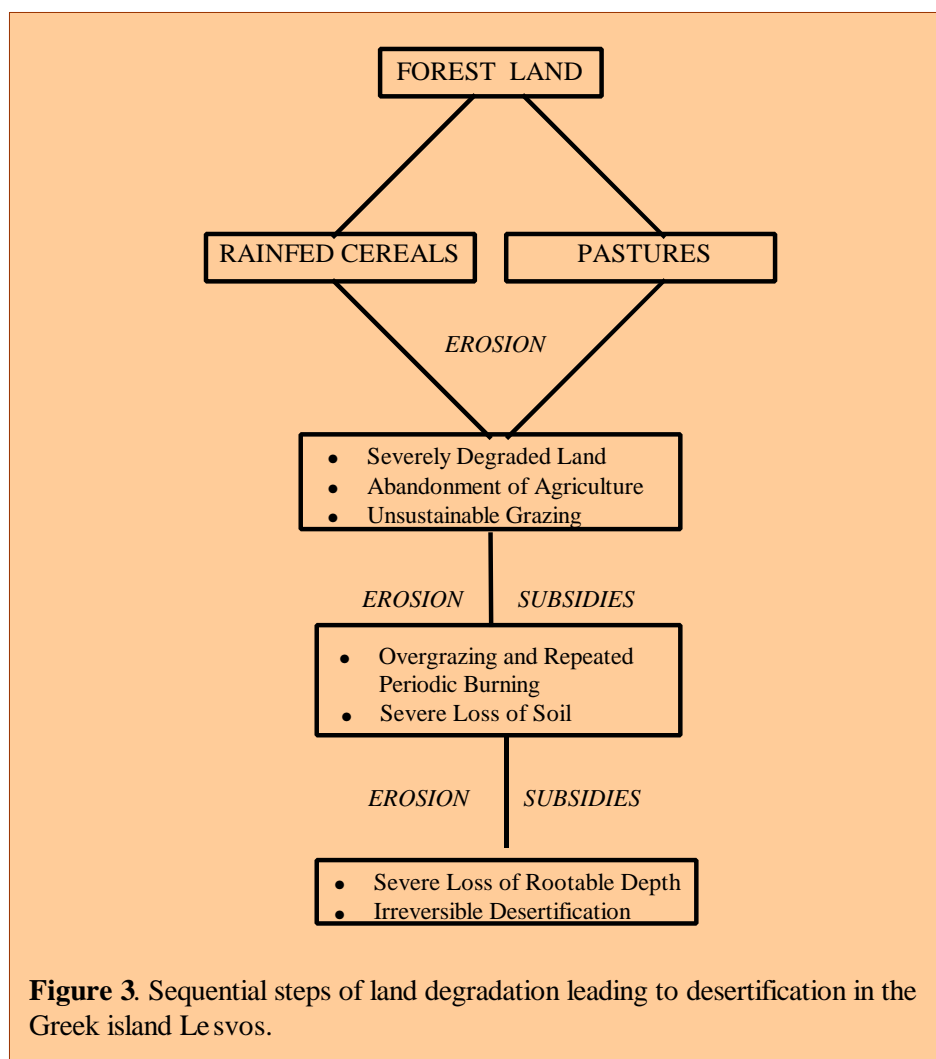 FOREST LAND
RAINFED CEREALS
PASTURES
EROSION
• Severely Degraded Land
• Abandonment of Agriculture
• Unsustainable Grazing
EROSION SUBSIDIES
• Overgrazing and Repeated
Periodic Burning
• Severe Loss of Soil
EROSION SUBSIDIES
• Severe Loss of Rootable Depth
• Irreversible Desertification
Figure 3. Sequential steps of land degradation leading to desertification in the
Greek island Le svos.